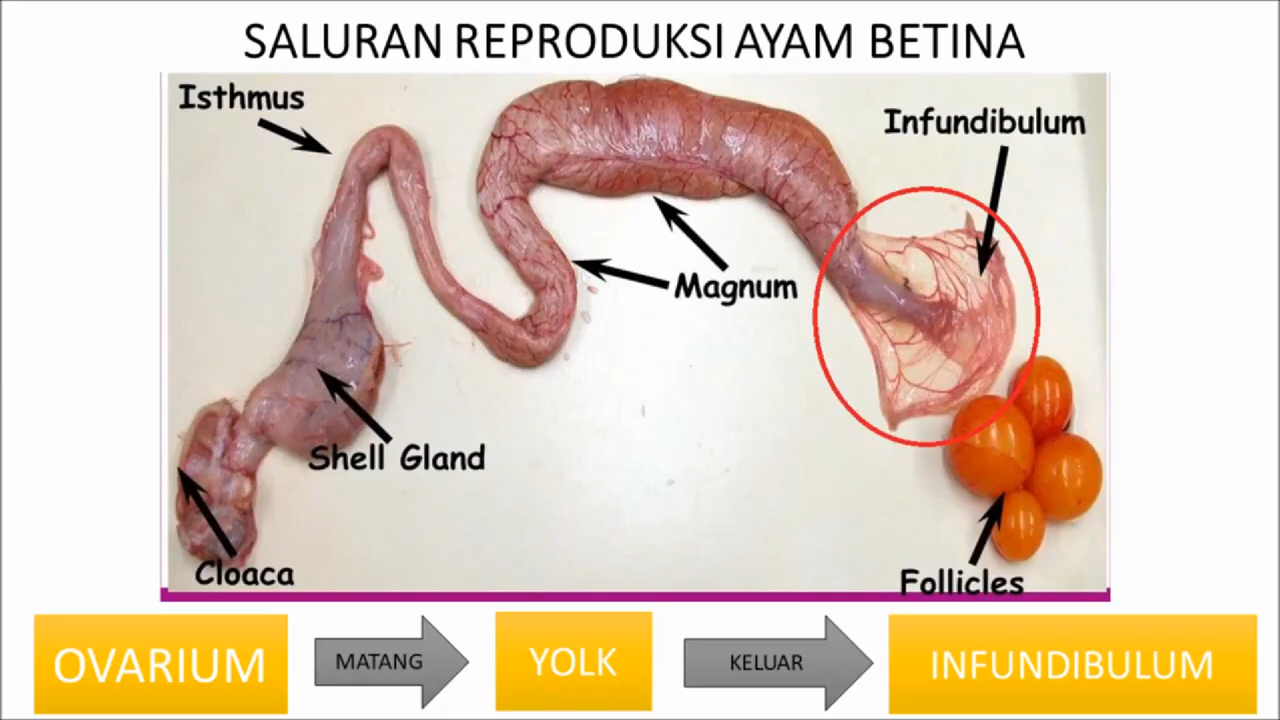 SALURAN REPRODUKSI AYAM BETINA
Isthmus
Infundibulum
Magnum
Shell Gland
Cloaca
Follicles
OVARIUM
MATANG
YOLK
KELUAR
INFUNDIBULUM